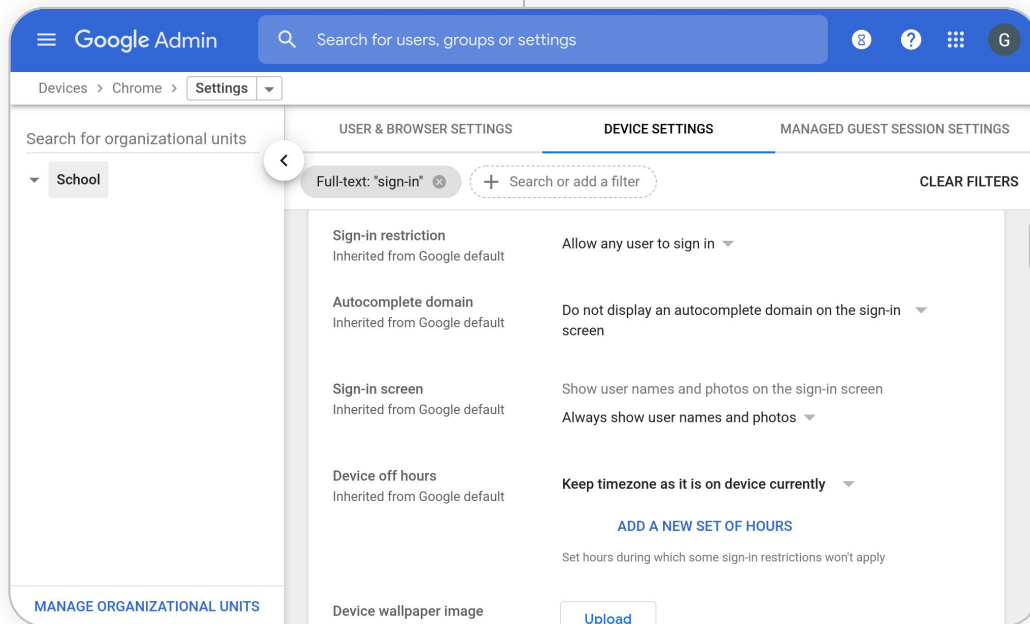 Google Admin
Search for users, groups or settings
G
Devices > Chrome > Settings
Search for organizational units
School
MANAGE ORGANIZATIONAL UNITS
USER & BROWSER SETTINGS
DEVICE SETTINGS
MANAGED GUEST SESSION SETTINGS
Full-text: "sign-in"
Search or add a filter
CLEAR FILTERS
Sign-in restriction
Inherited from Google default
Allow any user to sign in
Autocomplete domain
Inherited from Google default
Do not display an autocomplete domain on the sign-in
screen
Sign-in screen
Inherited from Google default
Show user names and photos on the sign-in screen
Always show user names and photos
Device off hours
Inherited from Google default
Keep timezone as it is on device currently
ADD A NEW SET OF HOURS
Set hours during which some sign-in restrictions won't apply
Device wallpaper image
Upload